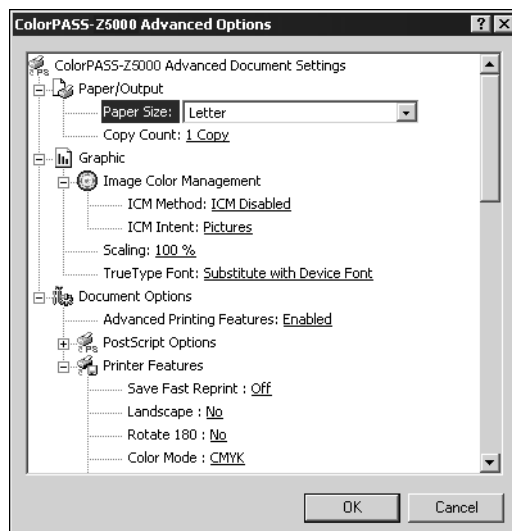 ColorPASS-Z5000 Advanced Options
ColorPASS-Z5000 Advanced Document Settings
Paper/Output
Paper Size: Letter
Copy Count: 1 Copy
Graphic
Image Color Management
ICM Method: ICM Disabled
ICM Intent: Pictures
Scaling: 100 %
TrueType Font: Substitute with Device Font
Document Options
Advanced Printing Features: Enabled
PostScript Options
Printer Features
Save Fast Reprint : Off
Landscape : No
Rotate 180 : No
Color Mode : CMYK
OK Cancel